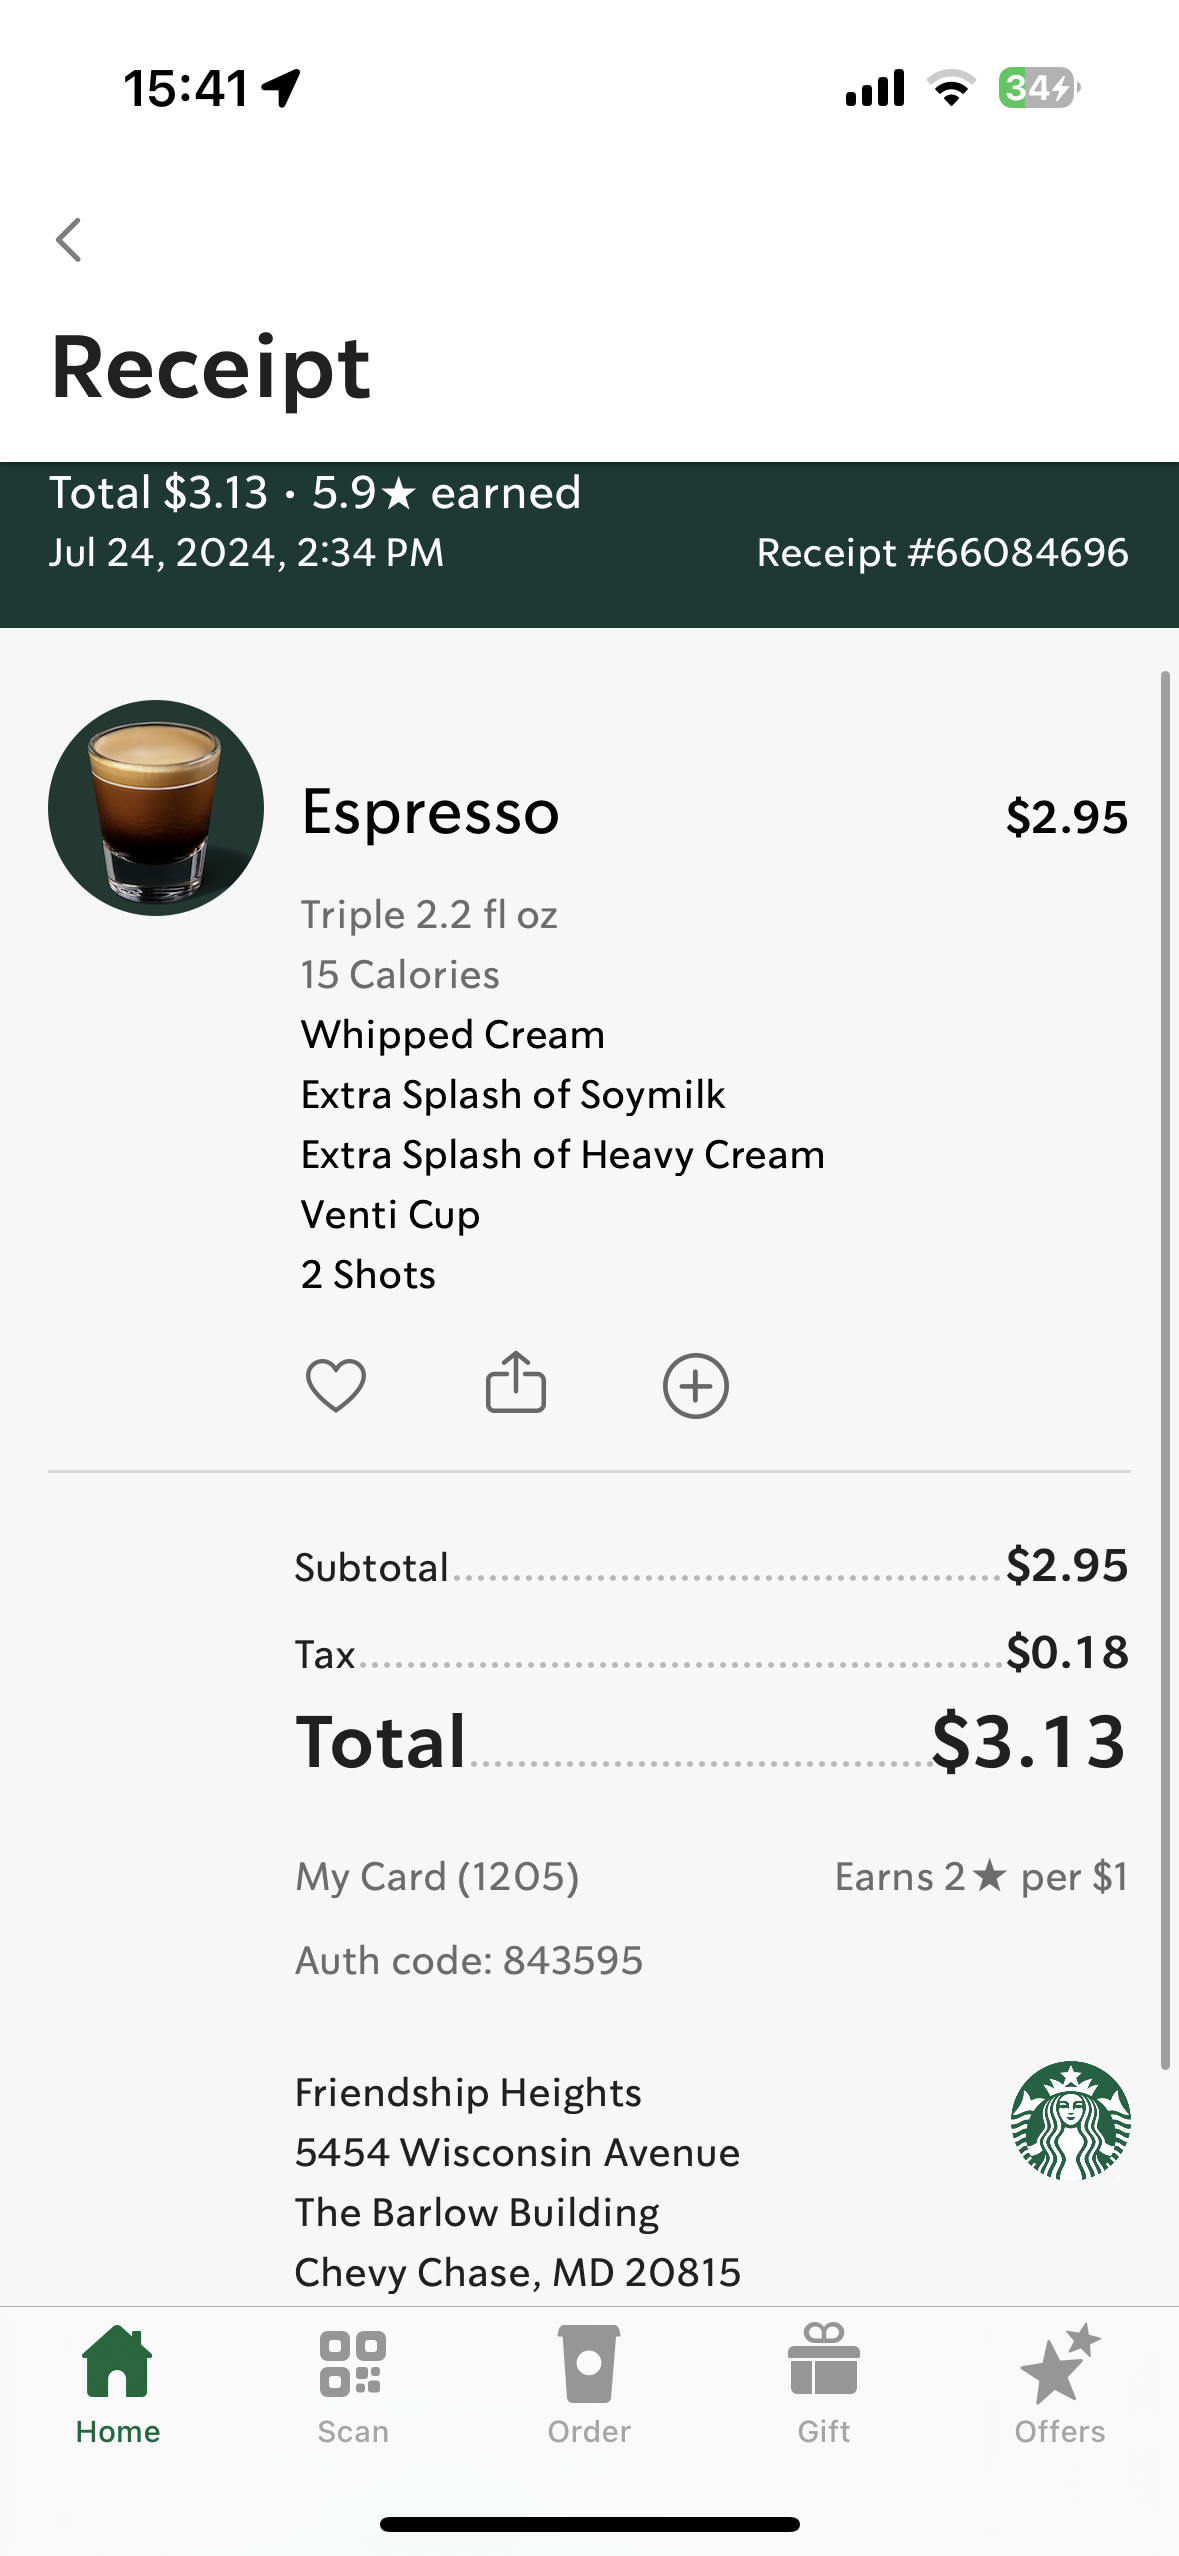 15:41
34
Receipt
Total $3.13 · 5.9★ earned
Jul 24, 2024, 2:34 PM Receipt #66084696
Espresso $2.95
Triple 2.2 fl oz
15 Calories
Whipped Cream
Extra Splash of Soymilk
Extra Splash of Heavy Cream
Venti Cup
2 Shots
Subtotal $2.95
Tax $0.18
Total $3.13
My Card (1205) Earns 2★ per $1
Auth code: 843595
Friendship Heights
5454 Wisconsin Avenue
The Barlow Building
Chevy Chase, MD 20815
Home Scan Order Gift Offers